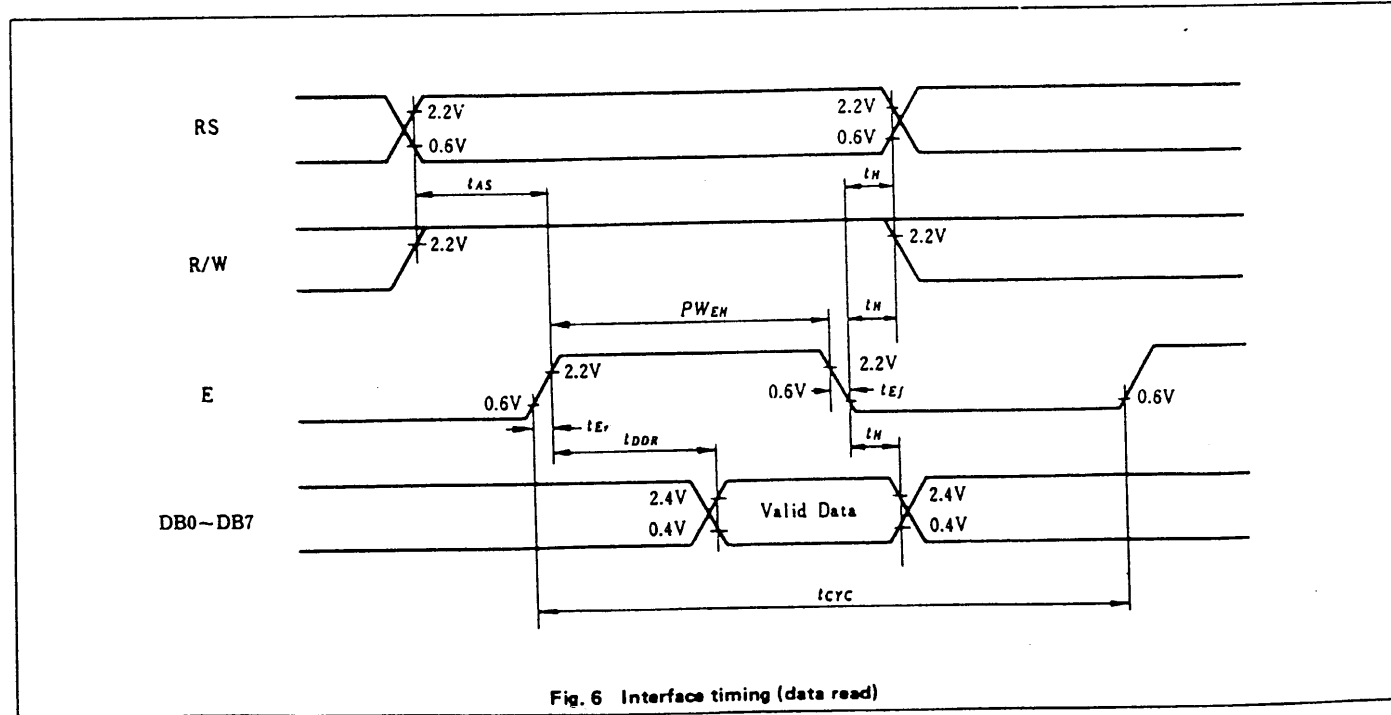 RS
2.2V
0.6V
2.2V
0.6V
tAS
tH
R/W
2.2V
2.2V
PWEH
tH
E
0.6V
2.2V
0.6V
2.2V
tEf
0.6V
tEr
tDDR
tH
DB0~DB7
2.4V
0.4V
Valid Data
2.4V
0.4V
tCYC
Fig. 6 Interface timing (data read)